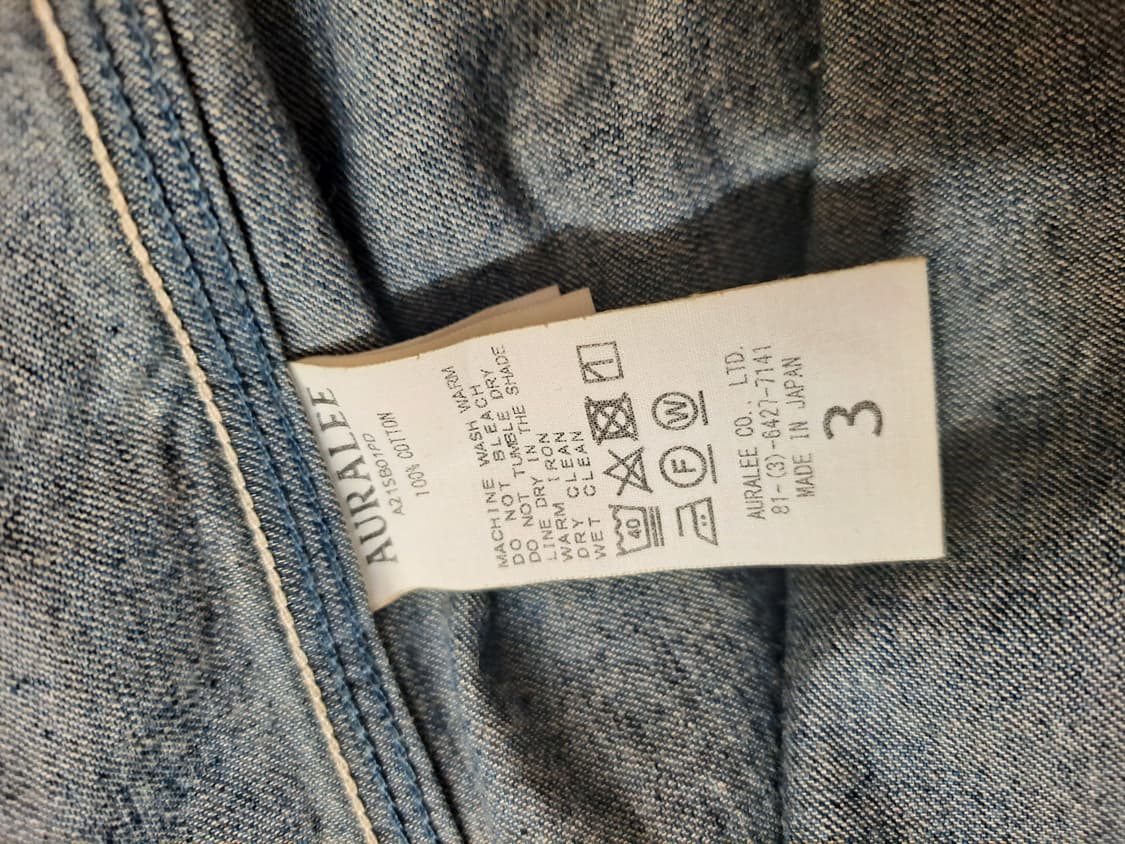 AURALEE
A21SB01PD
100% COTTON
MACHINE WASH WARM
DO NOT BLEACH
DO NOT TUMBLE DRY
LINE DRY IN THE SHADE
WARM IRON
DRY CLEAN
WET CLEAN
40
F W
AURALEE CO., LTD.
81-(3)-6427-7141
MADE IN JAPAN
3